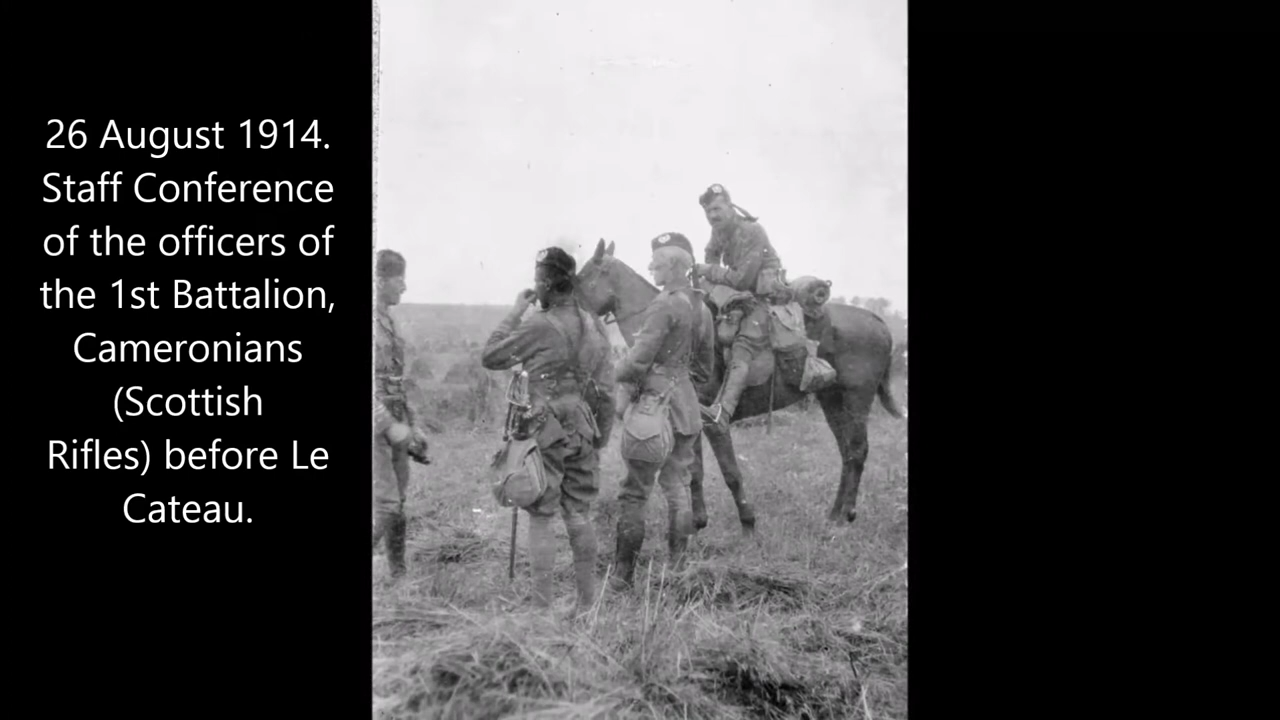 26 August 1914.
Staff Conference
of the officers of
the 1st Battalion,
Cameronians
(Scottish
Rifles) before Le
Cateau.